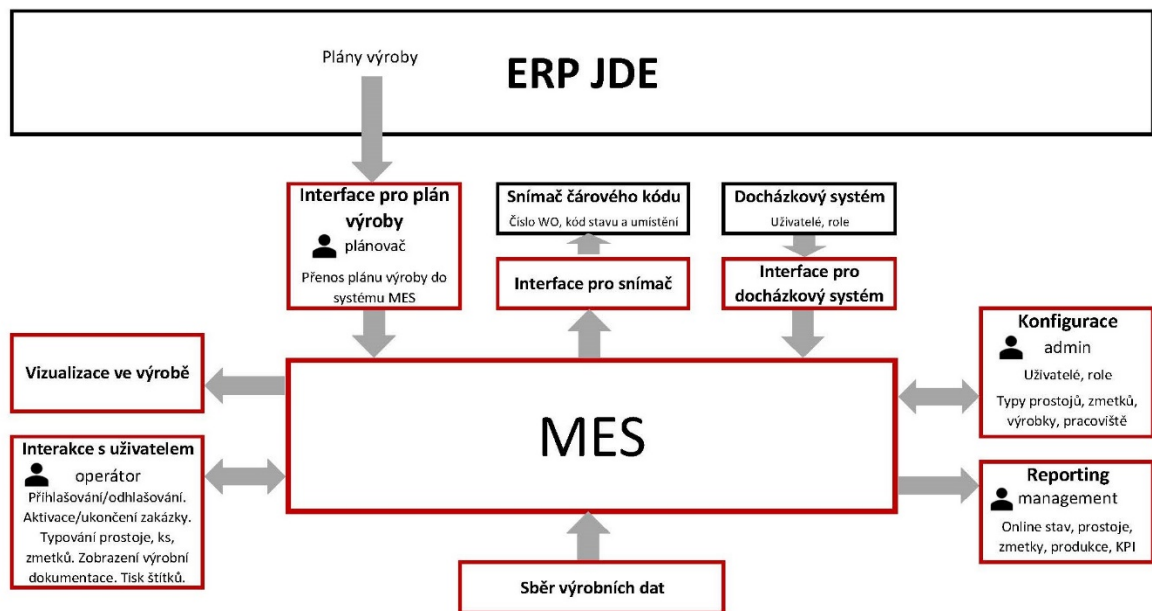 Plány výroby
ERP JDE
Interface pro plán
výroby
plánovač
Přenos plánu výroby do
systému MES
Snímač čárového kódu
Číslo WO, kód stavu a umístění
Docházkový systém
Uživatelé, role
Interface pro snímač
Interface pro
docházkový systém
Vizualizace ve výrobě
MES
Konfigurace
admin
Uživatelé, role
Typy prostojů, zmetků,
výrobky, pracoviště
Interakce s uživatelem
operátor
Přihlašování/odhlašování.
Aktivace/ukončení zakázky.
Typování prostoje, ks,
zmetků. Zobrazení výrobní
dokumentace. Tisk štítků.
Reporting
management
Online stav, prostoje,
zmetky, produkce, KPI
Sběr výrobních dat